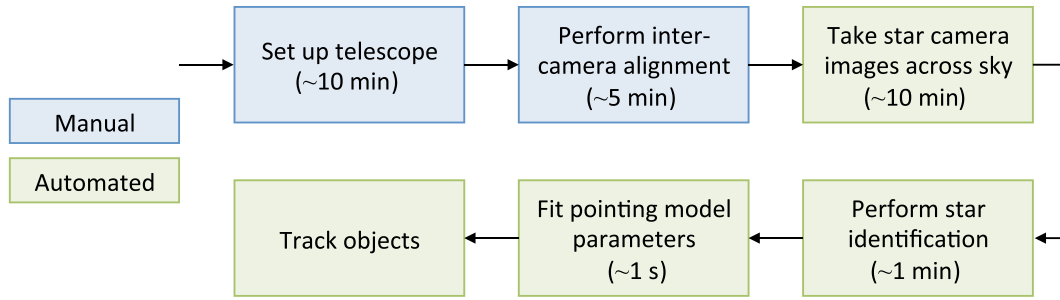 Set up telescope
(~10 min)
Perform inter-
camera alignment
(~5 min)
Take star camera
images across sky
(~10 min)
Manual
Automated
Track objects
Fit pointing model
parameters
(~1 s)
Perform star
identification
(~1 min)